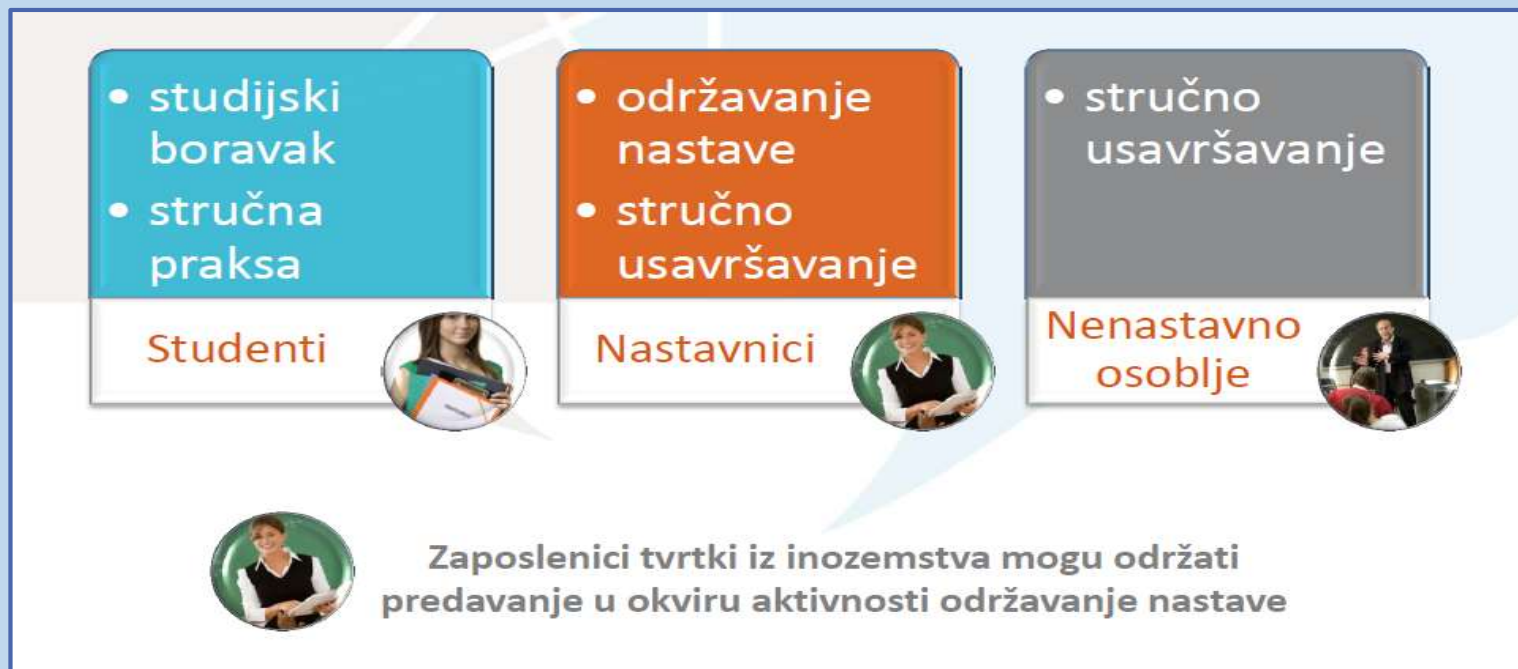 • studijski
boravak
• stručna
praksa
Studenti
• održavanje
nastave
• stručno
usavršavanje
Nastavnici
• stručno
usavršavanje
Nenastavno
osoblje
Zaposlenici tvrtki iz inozemstva mogu održati
predavanje u okviru aktivnosti održavanje nastave